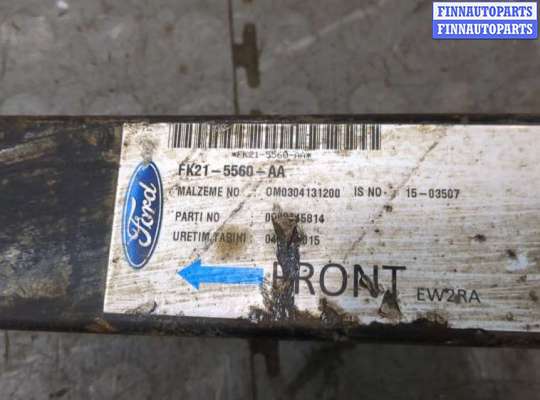 FINNAUTOPARTS
FINNAUTOPARTS
*FK21-5560-AA*
FK21-5560-AA
MALZEME NO OM0304131200 IS NO 15-03507
PARTI NO
URETIM TARIHI
Ford
FRONT EW2RA